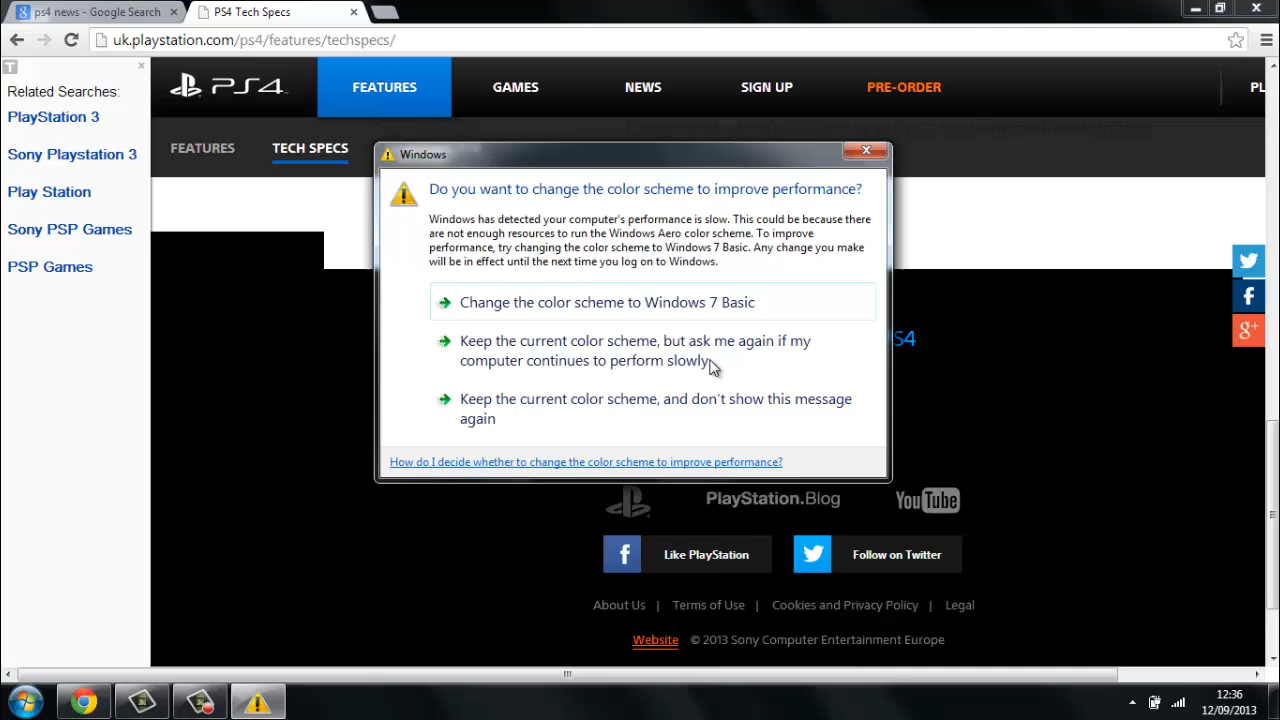 ps4 news - Google Search
PS4 Tech Specs
uk.playstation.com/ps4/features/techspecs/
T
Related Searches:
PlayStation 3
Sony Playstation 3
Play Station
Sony PSP Games
PSP Games
PS4
FEATURES
GAMES
NEWS
SIGN UP
PRE-ORDER
PL
FEATURES
TECH SPECS
Windows
Do you want to change the color scheme to improve performance?
Windows has detected your computer's performance is slow. This could be because there
are not enough resources to run the Windows Aero color scheme. To improve
performance, try changing the color scheme to Windows 7 Basic. Any change you make
will be in effect until the next time you log on to Windows.
Change the color scheme to Windows 7 Basic
Keep the current color scheme, but ask me again if my
computer continues to perform slowly
Keep the current color scheme, and don't show this message
again
How do I decide whether to change the color scheme to improve performance?
S4
g+
PlayStation.Blog
YouTube
f Like PlayStation
Follow on Twitter
About Us | Terms of Use | Cookies and Privacy Policy | Legal
Website © 2013 Sony Computer Entertainment Europe
12:36
12/09/2013